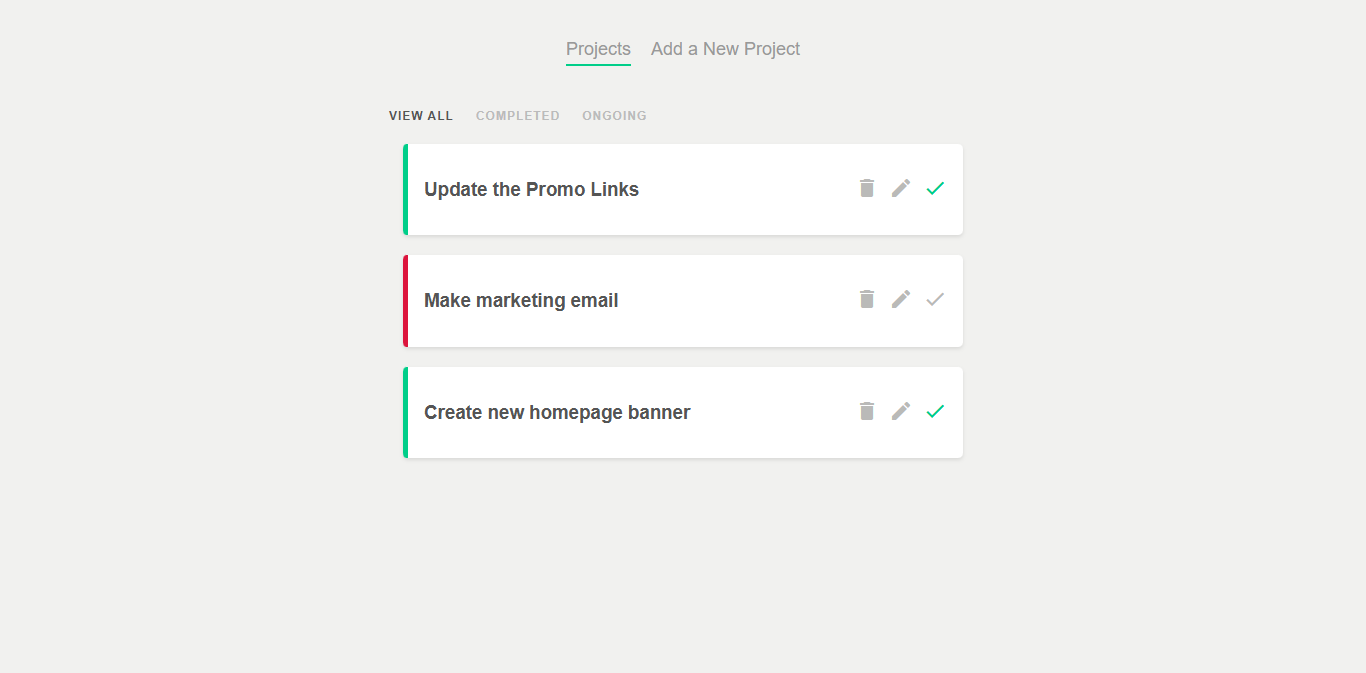 Projects Add a New Project
VIEW ALL COMPLETED ONGOING
Update the Promo Links
Make marketing email
Create new homepage banner